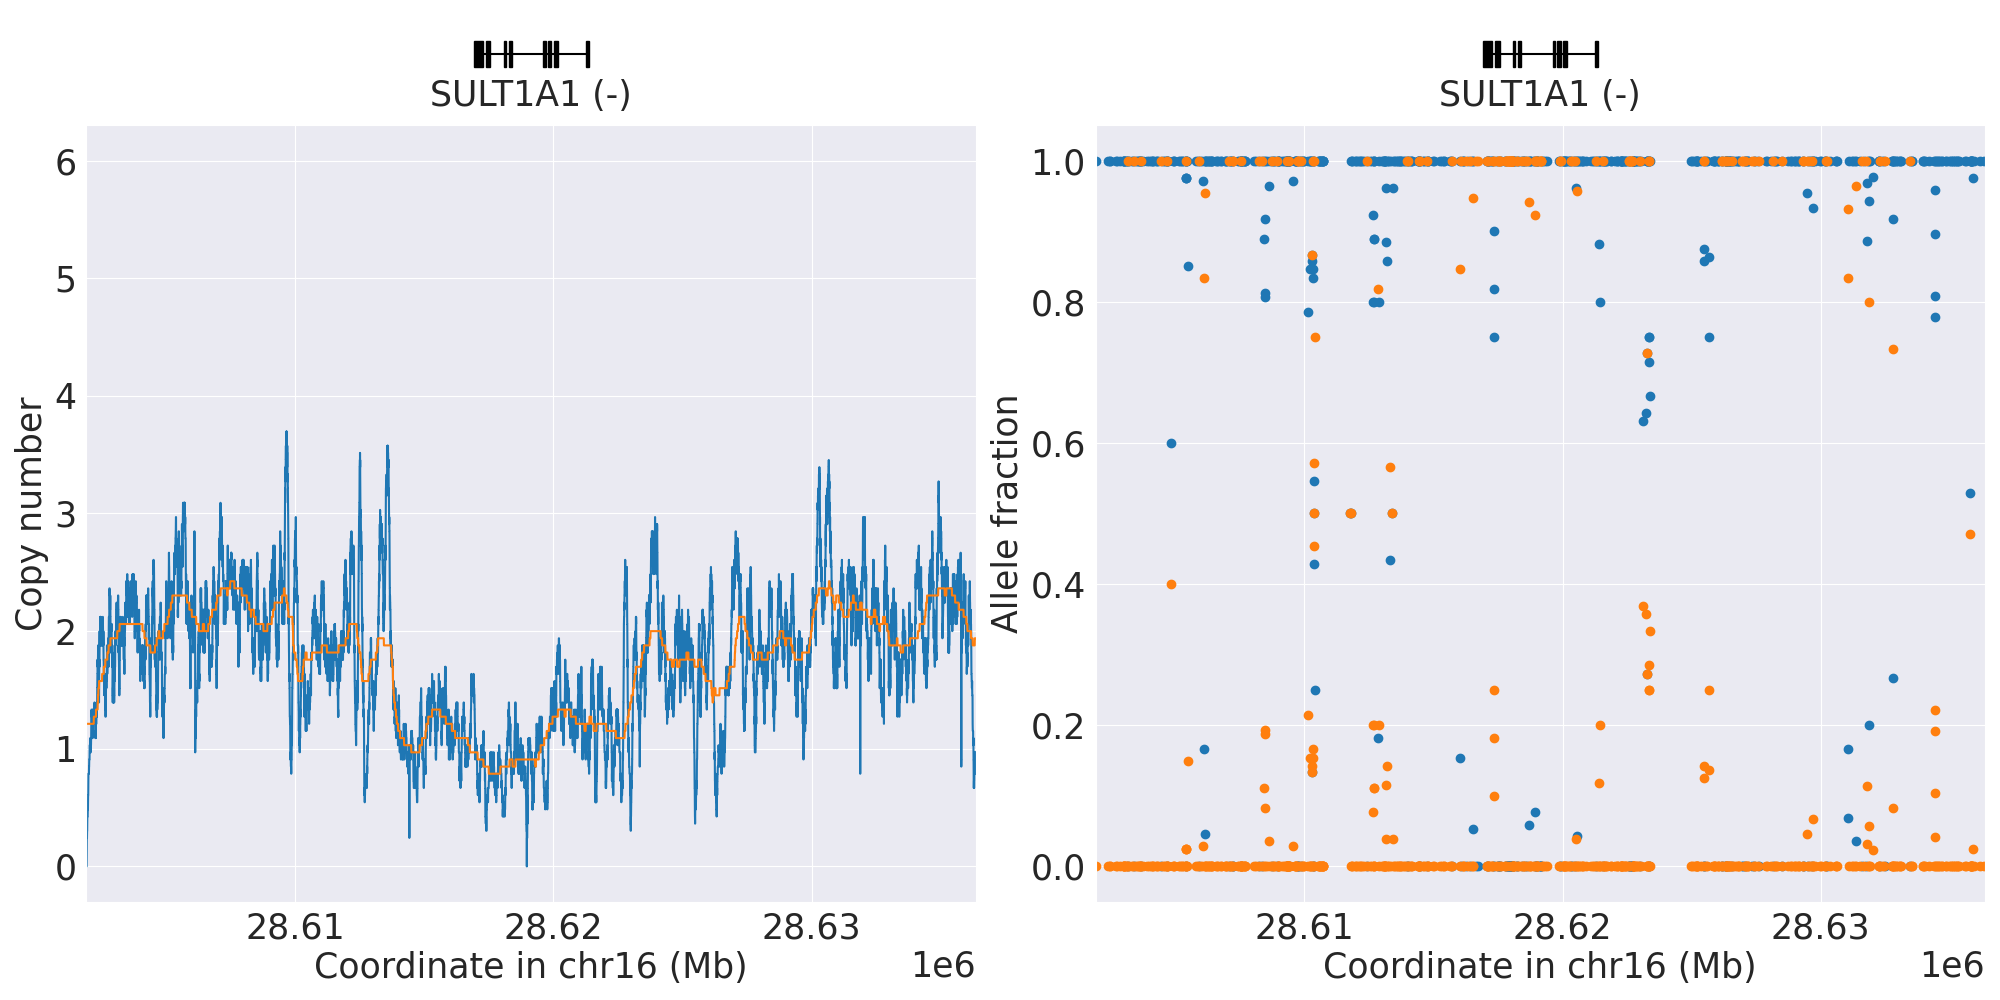 SULT1A1 (-)
SULT1A1 (-)
6
5
4
3
2
1
0
Copy number
28.61
28.62
28.63
Coordinate in chr16 (Mb)
1e6
1.0
0.8
0.6
0.4
0.2
0.0
Allele fraction
28.61
28.62
28.63
Coordinate in chr16 (Mb)
1e6